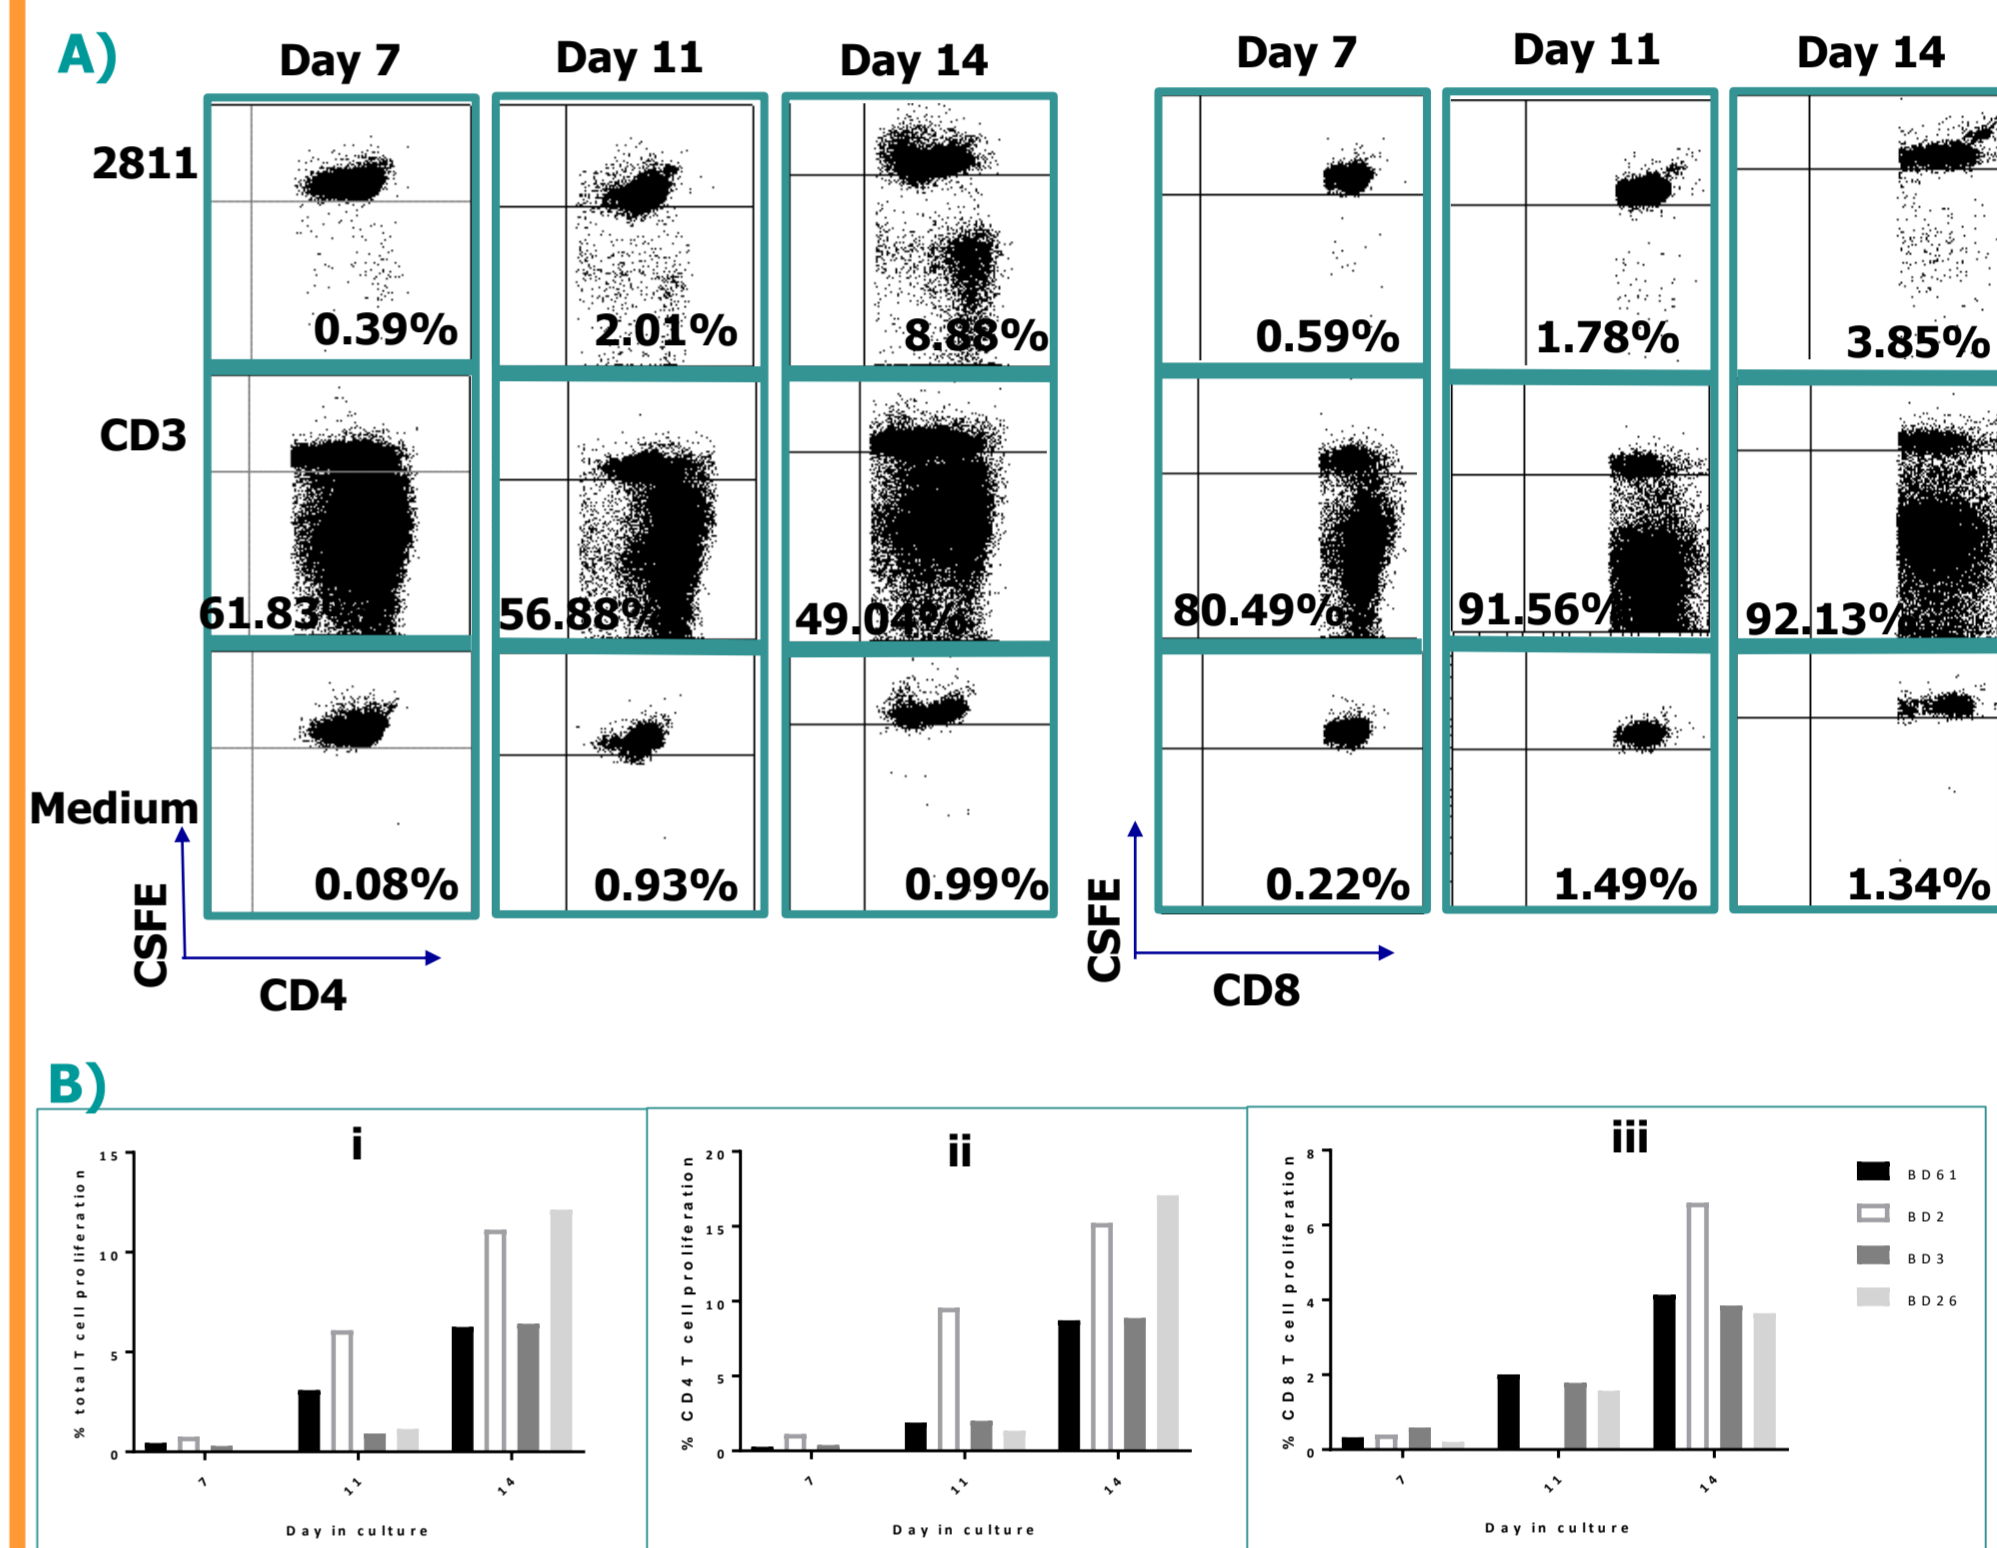 A)
Day 7 Day 11 Day 14 Day 7 Day 11 Day 14
2811
0.39% 2.01% 8.88% 0.59% 1.78% 3.85%
CD3
61.83 56.88% 49.04% 80.49% 91.56% 92.13%
Medium
0.08% 0.93% 0.99% 0.22% 1.49% 1.34%
CSFE
CD4
CSFE
CD8
B)
i
% total T cell proliferation
15
10
5
0
7 11 14
Day in culture
ii
% CD4 T cell proliferation
20
15
10
5
0
7 11 14
Day in culture
iii
% CD8 T cell proliferation
8
6
4
2
0
7 11 14
Day in culture
BD61
BD2
BD3
BD26